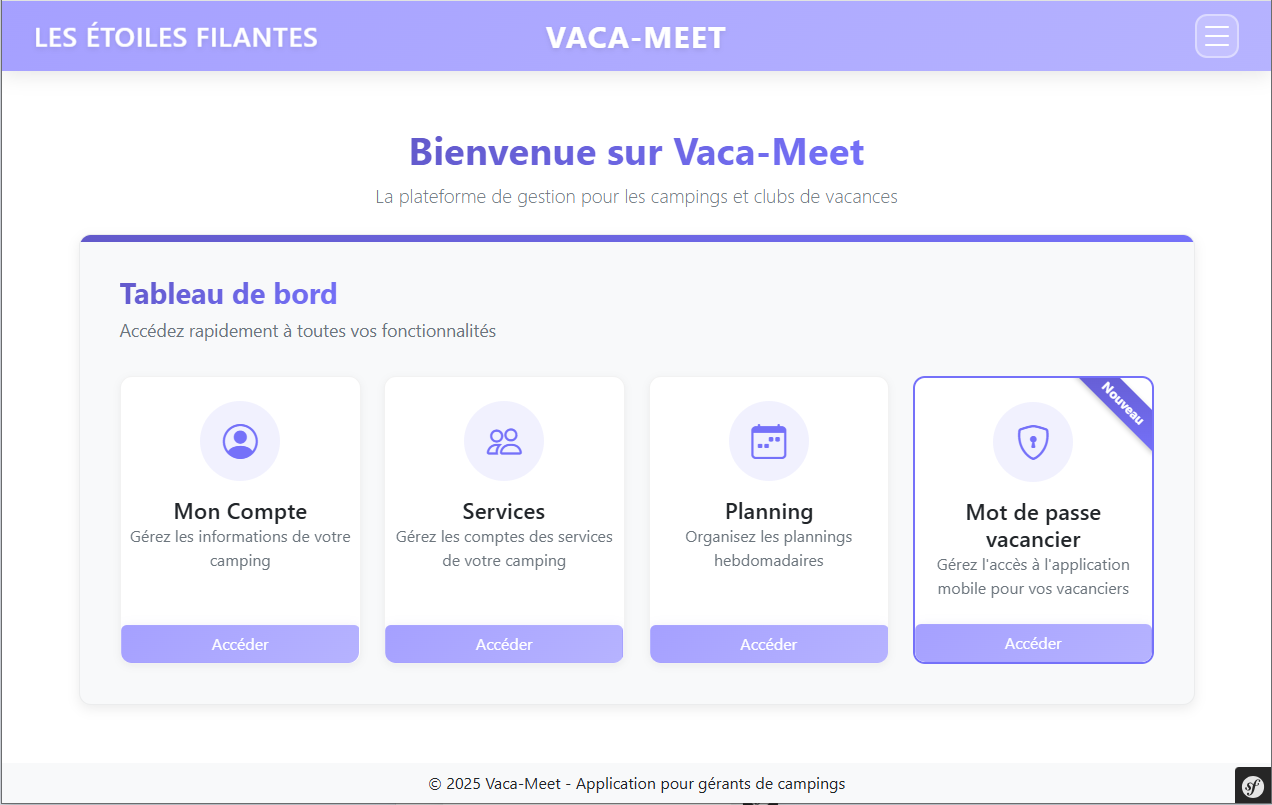 LES ÉTOILES FILANTES
VACA-MEET
Bienvenue sur Vaca-Meet
La plateforme de gestion pour les campings et clubs de vacances
Tableau de bord
Accédez rapidement à toutes vos fonctionnalités
Mon Compte
Gérez les informations de votre
camping
Accéder
Services
Gérez les comptes des services
de votre camping
Accéder
Planning
Organisez les plannings
hebdomadaires
Accéder
Nouveau
Mot de passe
vacancier
Gérez l'accès à l'application
mobile pour vos vacanciers
Accéder
© 2025 Vaca-Meet - Application pour gérants de campings
sf